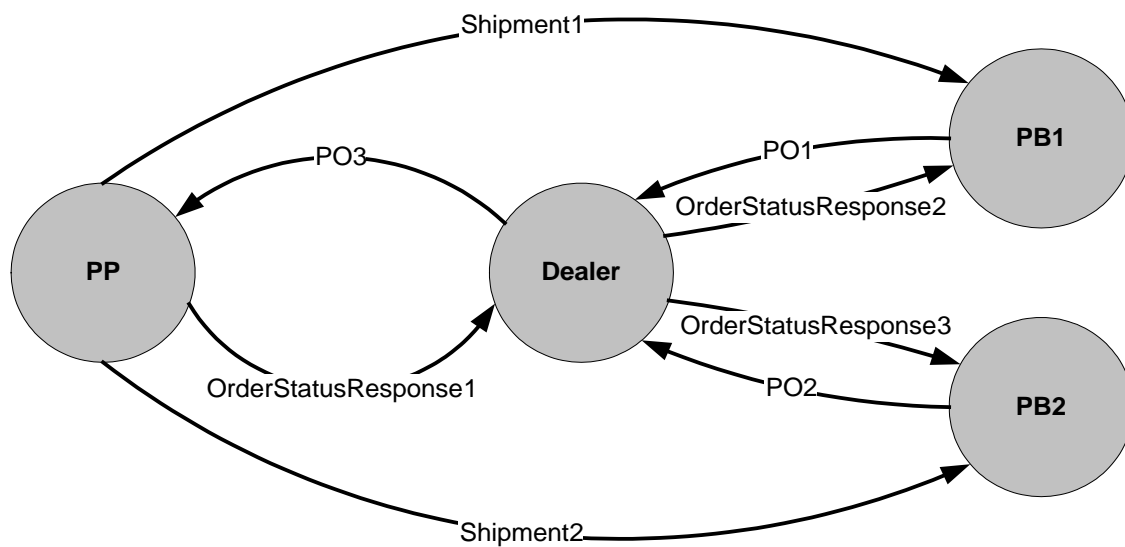 Shipment1
PB1
PO1
PO3
OrderStatusResponse2
PP
Dealer
OrderStatusResponse3
OrderStatusResponse1
PO2
PB2
Shipment2